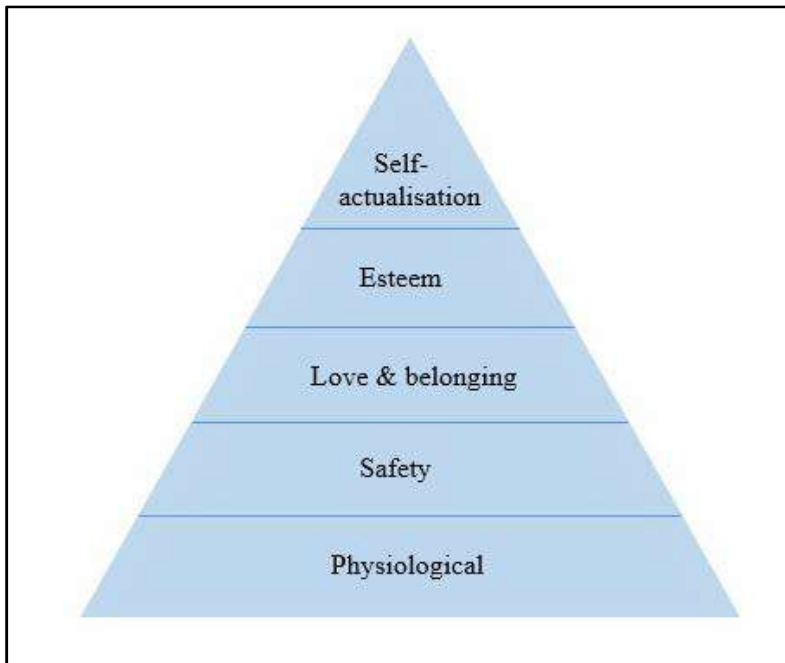 Self-
actualisation
Esteem
Love & belonging
Safety
Physiological